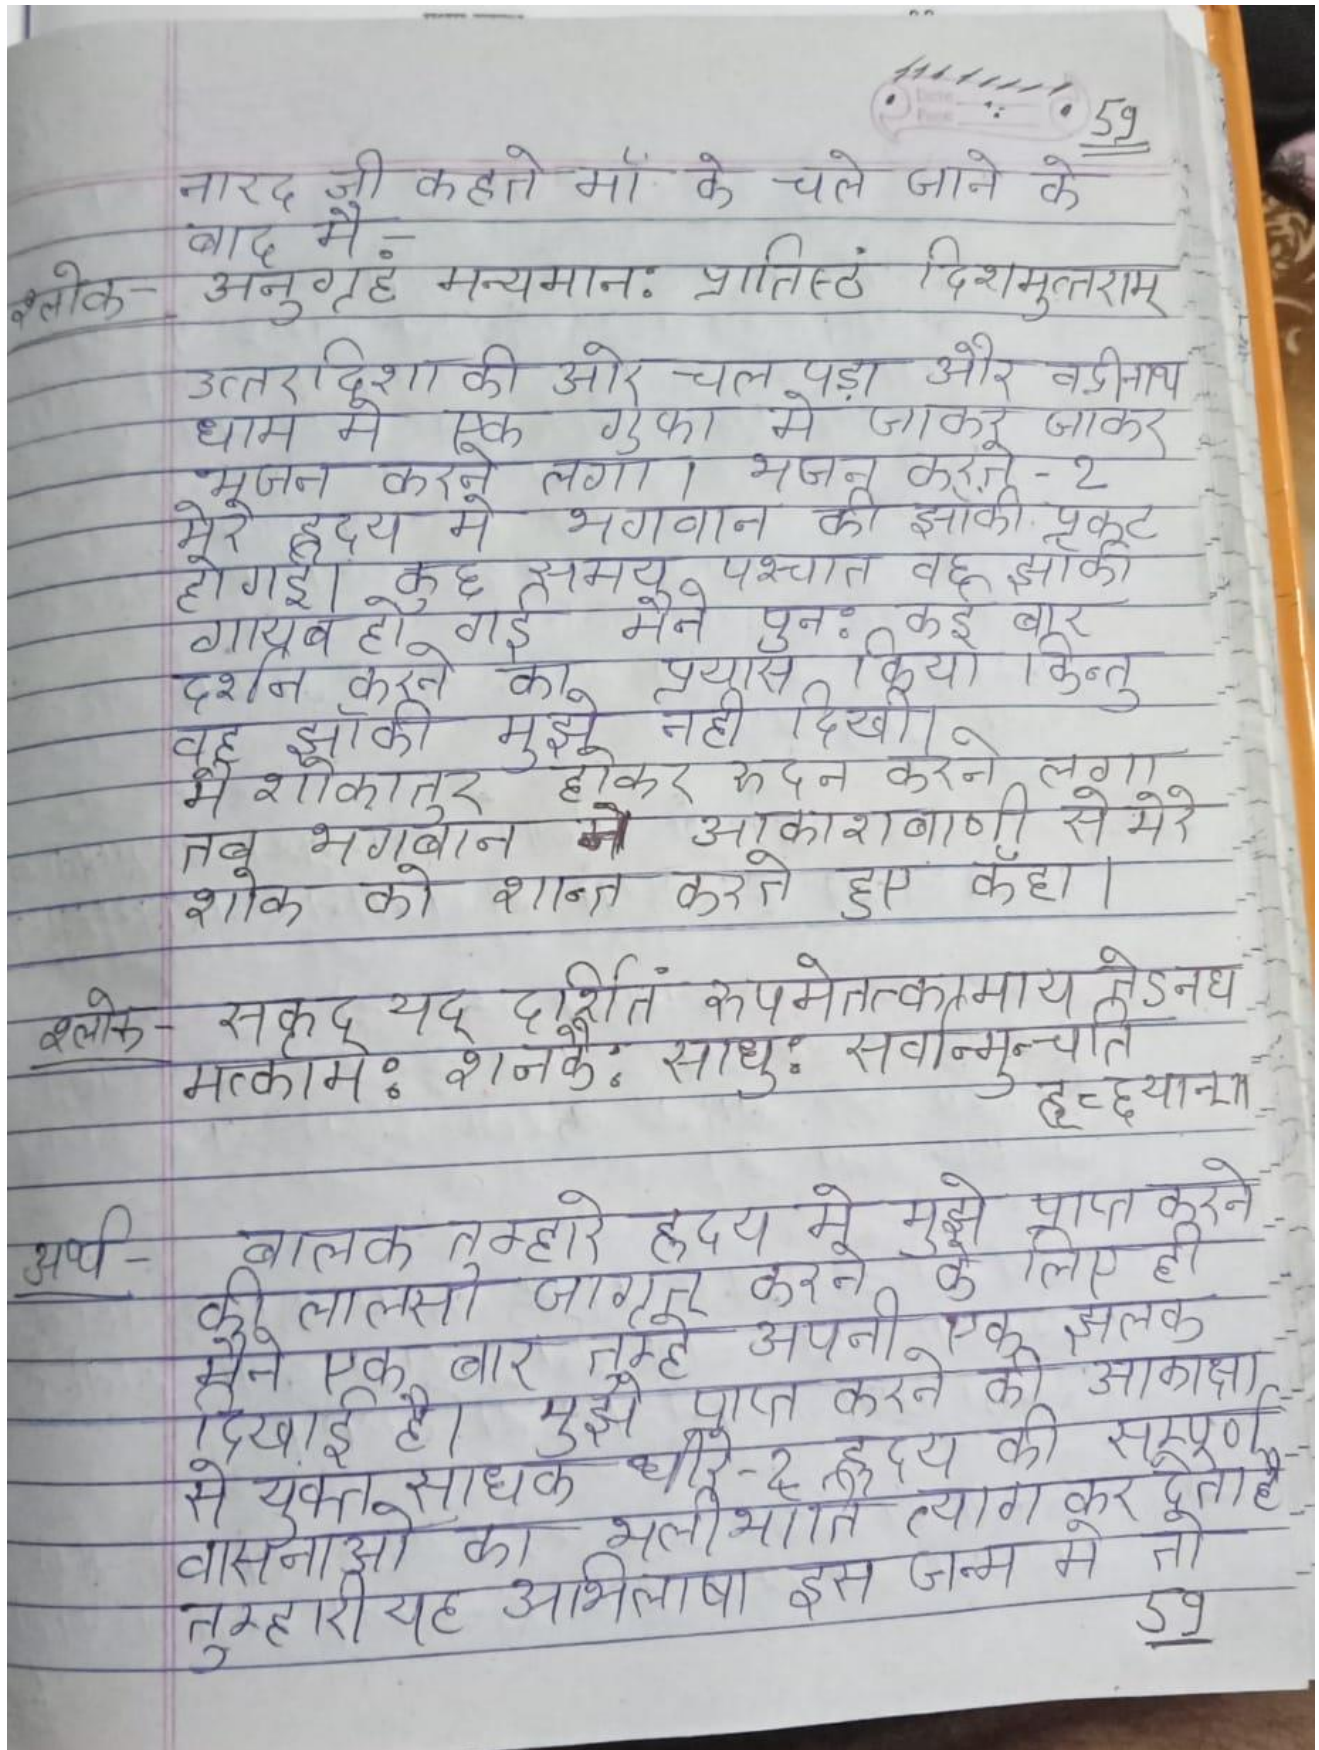 59
नारद जी कहते माँ के चले जाने के
बाद मै :-
श्लोक- अनुग्रहं मन्यमानः प्रातिस्ठं दिशमुत्तराम्
उत्तरदिशा की ओर चल पड़ा और बद्रीनाथ
धाम मे एक गुफा मे जाकर जाकर
भजन करने लगा। भजन करते-2
मेरे हृदय मे भगवान की झाँकी प्रकट
होगई। कुछ समय पश्चात वह झाँकी
गायब हो गई मैने पुनः कई बार
दर्शन करने का प्रयास किया किन्तु
वह झाँकी मुझे नही दिखी।
मै शोकातुर होकर रुदन करने लगा
तब भगबान ने आकाशबाणी से मेरे
शोक को शान्त करते हुए कँहा।
श्लोक- सकृद् यद् दर्शितं रुपमेतत्कामाय तेऽनघ
मत्कामः शनकैः साधुः सर्वान्मुन्चति
हृच्छयान॥
अर्थ- बालक तुम्हारे हृदय मे मुझे प्राप्त करने
की लालसा जागृत करने के लिए ही
मैने एक बार तुम्हे अपनी एक झलक
दिखाई है। मुझे प्राप्त करने की आकांक्षा
से युक्त साधक धीरे-2 हृदय की सम्पूर्ण
वासनाओ का भलीभाति त्याग कर देता है
तुम्हारी यह अभिलाषा इस जन्म मे तो
59